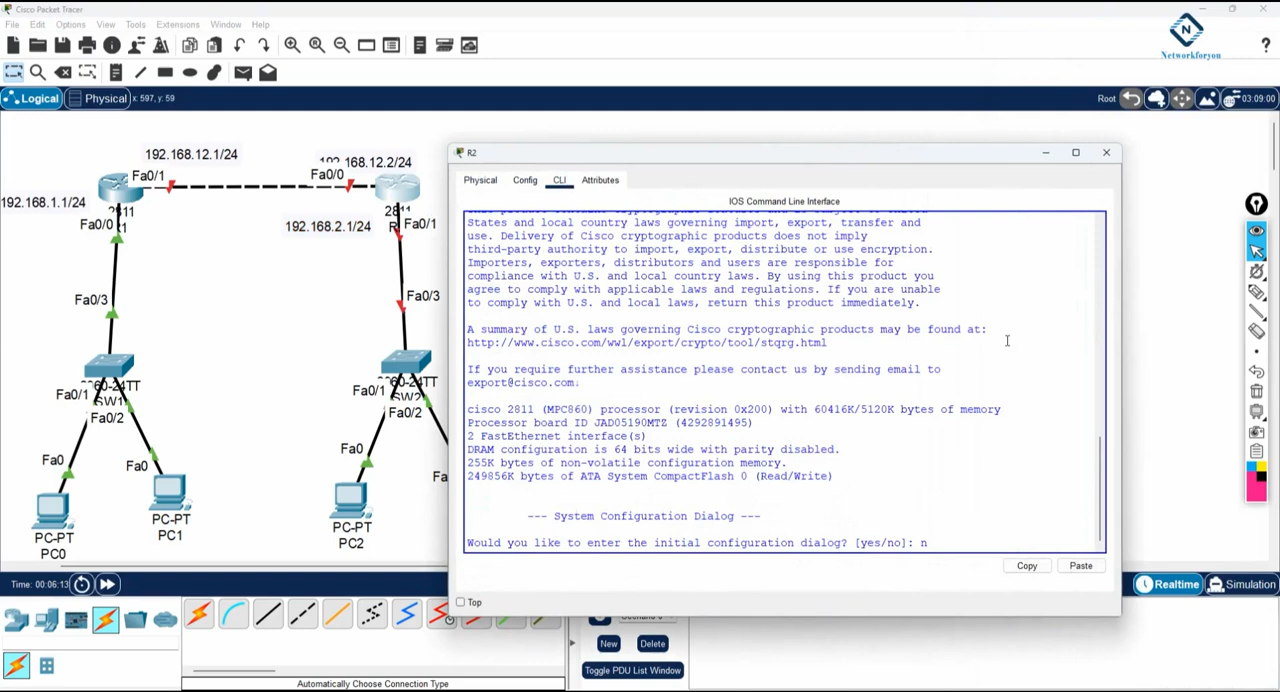 Cisco Packet Tracer
File Edit Options View Tools Extensions Window Help
Networkforyou
Logical Physical x: 597, y: 59
Root 03:09:00
192.168.12.1/24
192.168.12.2/24
Fa0/1
Fa0/0
192.168.1.1/24
2811
Fa0/0
192.168.2.1/24
Fa0/1
Fa0/3
Fa0/3
60-24TT
SW1
Fa0/1
Fa0/2
60-24TT
SW2
Fa0/1
Fa0/2
Fa0
Fa0
Fa0
PC-PT
PC0
PC-PT
PC1
PC-PT
PC2
R2
Physical Config CLI Attributes
IOS Command Line Interface
States and local country laws governing import, export, transfer and
use. Delivery of Cisco cryptographic products does not imply
third-party authority to import, export, distribute or use encryption.
Importers, exporters, distributors and users are responsible for
compliance with U.S. and local country laws. By using this product you
agree to comply with applicable laws and regulations. If you are unable
to comply with U.S. and local laws, return this product immediately.
A summary of U.S. laws governing Cisco cryptographic products may be found at:
http://www.cisco.com/wwl/export/crypto/tool/stqrg.html
If you require further assistance please contact us by sending email to
export@cisco.com.
cisco 2811 (MPC860) processor (revision 0x200) with 60416K/5120K bytes of memory
Processor board ID JAD05190MTZ (4292891495)
2 FastEthernet interface(s)
DRAM configuration is 64 bits wide with parity disabled.
255K bytes of non-volatile configuration memory.
249856K bytes of ATA System CompactFlash 0 (Read/Write)
--- System Configuration Dialog ---
Would you like to enter the initial configuration dialog? [yes/no]: n
Copy Paste
Top
Time: 00:06:13
Realtime Simulation
New Delete
Toggle PDU List Window
Automatically Choose Connection Type